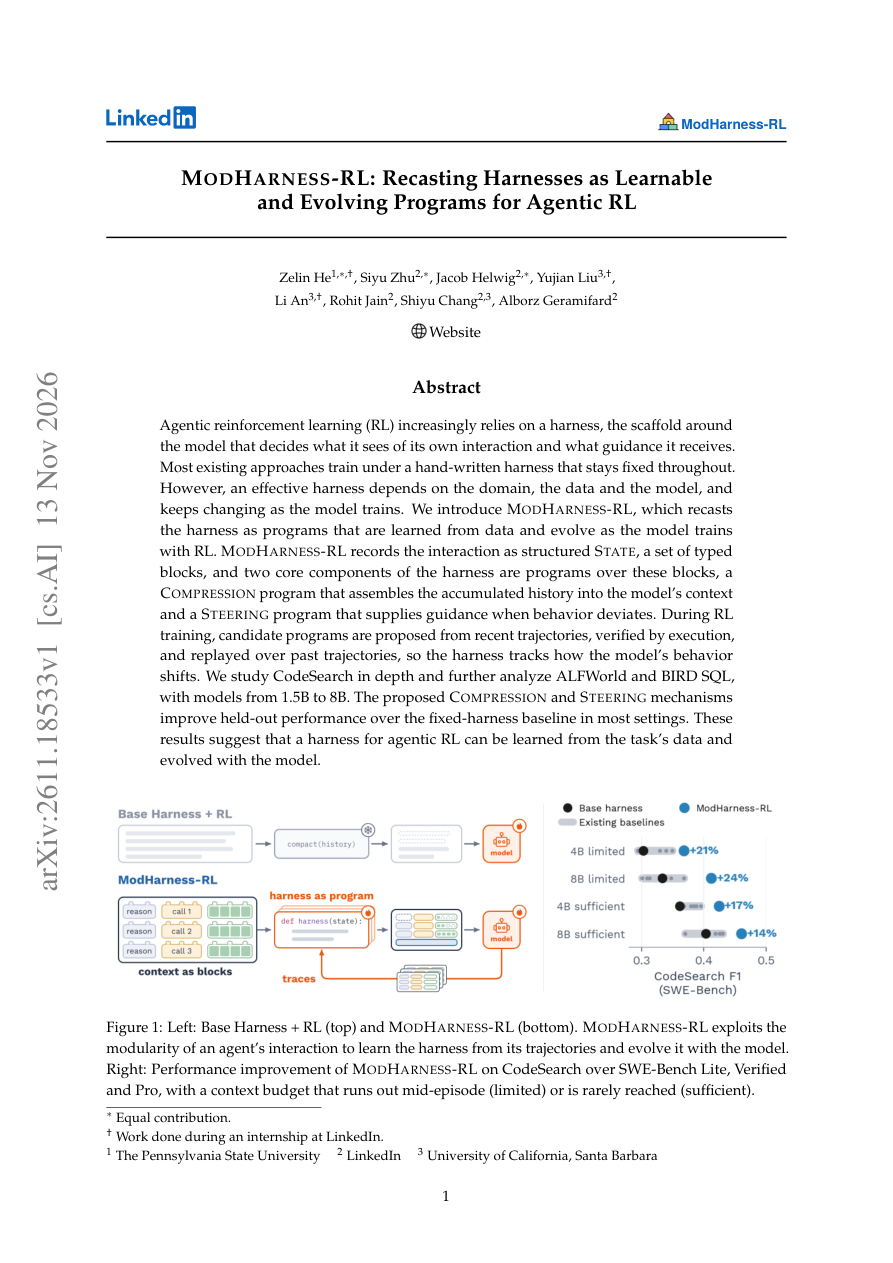 LinkedIn
ModHarness-RL
MODHARNESS-RL: Recasting Harnesses as Learnable
and Evolving Programs for Agentic RL
Zelin He1,∗,†, Siyu Zhu2,∗, Jacob Helwig2,∗, Yujian Liu3,†,
Li An3,†, Rohit Jain2, Shiyu Chang2,3, Alborz Geramifard2
Website
Abstract
Agentic reinforcement learning (RL) increasingly relies on a harness, the scaffold around
the model that decides what it sees of its own interaction and what guidance it receives.
Most existing approaches train under a hand-written harness that stays fixed throughout.
However, an effective harness depends on the domain, the data and the model, and
keeps changing as the model trains. We introduce MODHARNESS-RL, which recasts
the harness as programs that are learned from data and evolve as the model trains
with RL. MODHARNESS-RL records the interaction as structured STATE, a set of typed
blocks, and two core components of the harness are programs over these blocks, a
COMPRESSION program that assembles the accumulated history into the model's context
and a STEERING program that supplies guidance when behavior deviates. During RL
training, candidate programs are proposed from recent trajectories, verified by execution,
and replayed over past trajectories, so the harness tracks how the model's behavior
shifts. We study CodeSearch in depth and further analyze ALFWorld and BIRD SQL,
with models from 1.5B to 8B. The proposed COMPRESSION and STEERING mechanisms
improve held-out performance over the fixed-harness baseline in most settings. These
results suggest that a harness for agentic RL can be learned from the task's data and
evolved with the model.
arXiv:2611.18533v1 [cs.AI] 13 Nov 2026
Base Harness + RL
compact(history)
model
ModHarness-RL
harness as program
reason call 1
reason call 2
reason call 3
def harness(state):
model
context as blocks
traces
Base harness
ModHarness-RL
Existing baselines
4B limited +21%
8B limited +24%
4B sufficient +17%
8B sufficient +14%
0.3 0.4 0.5
CodeSearch F1
(SWE-Bench)
Figure 1: Left: Base Harness + RL (top) and MODHARNESS-RL (bottom). MODHARNESS-RL exploits the
modularity of an agent's interaction to learn the harness from its trajectories and evolve it with the model.
Right: Performance improvement of MODHARNESS-RL on CodeSearch over SWE-Bench Lite, Verified
and Pro, with a context budget that runs out mid-episode (limited) or is rarely reached (sufficient).
∗ Equal contribution.
† Work done during an internship at LinkedIn.
1 The Pennsylvania State University 2 LinkedIn 3 University of California, Santa Barbara
1